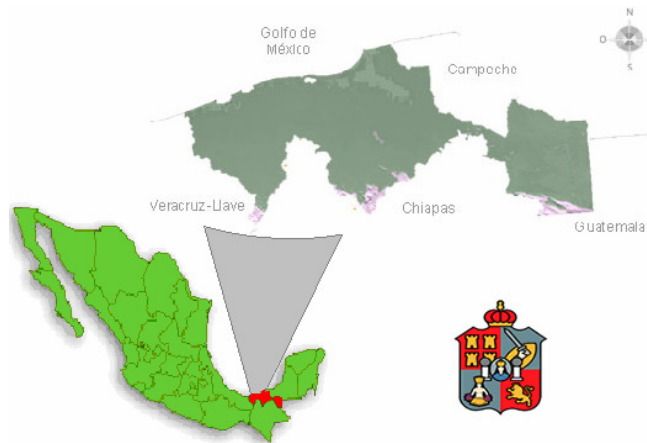 Golfo de
México
N
O
S
Campeche
Veracruz-Llave
Chiapas
Guatemala